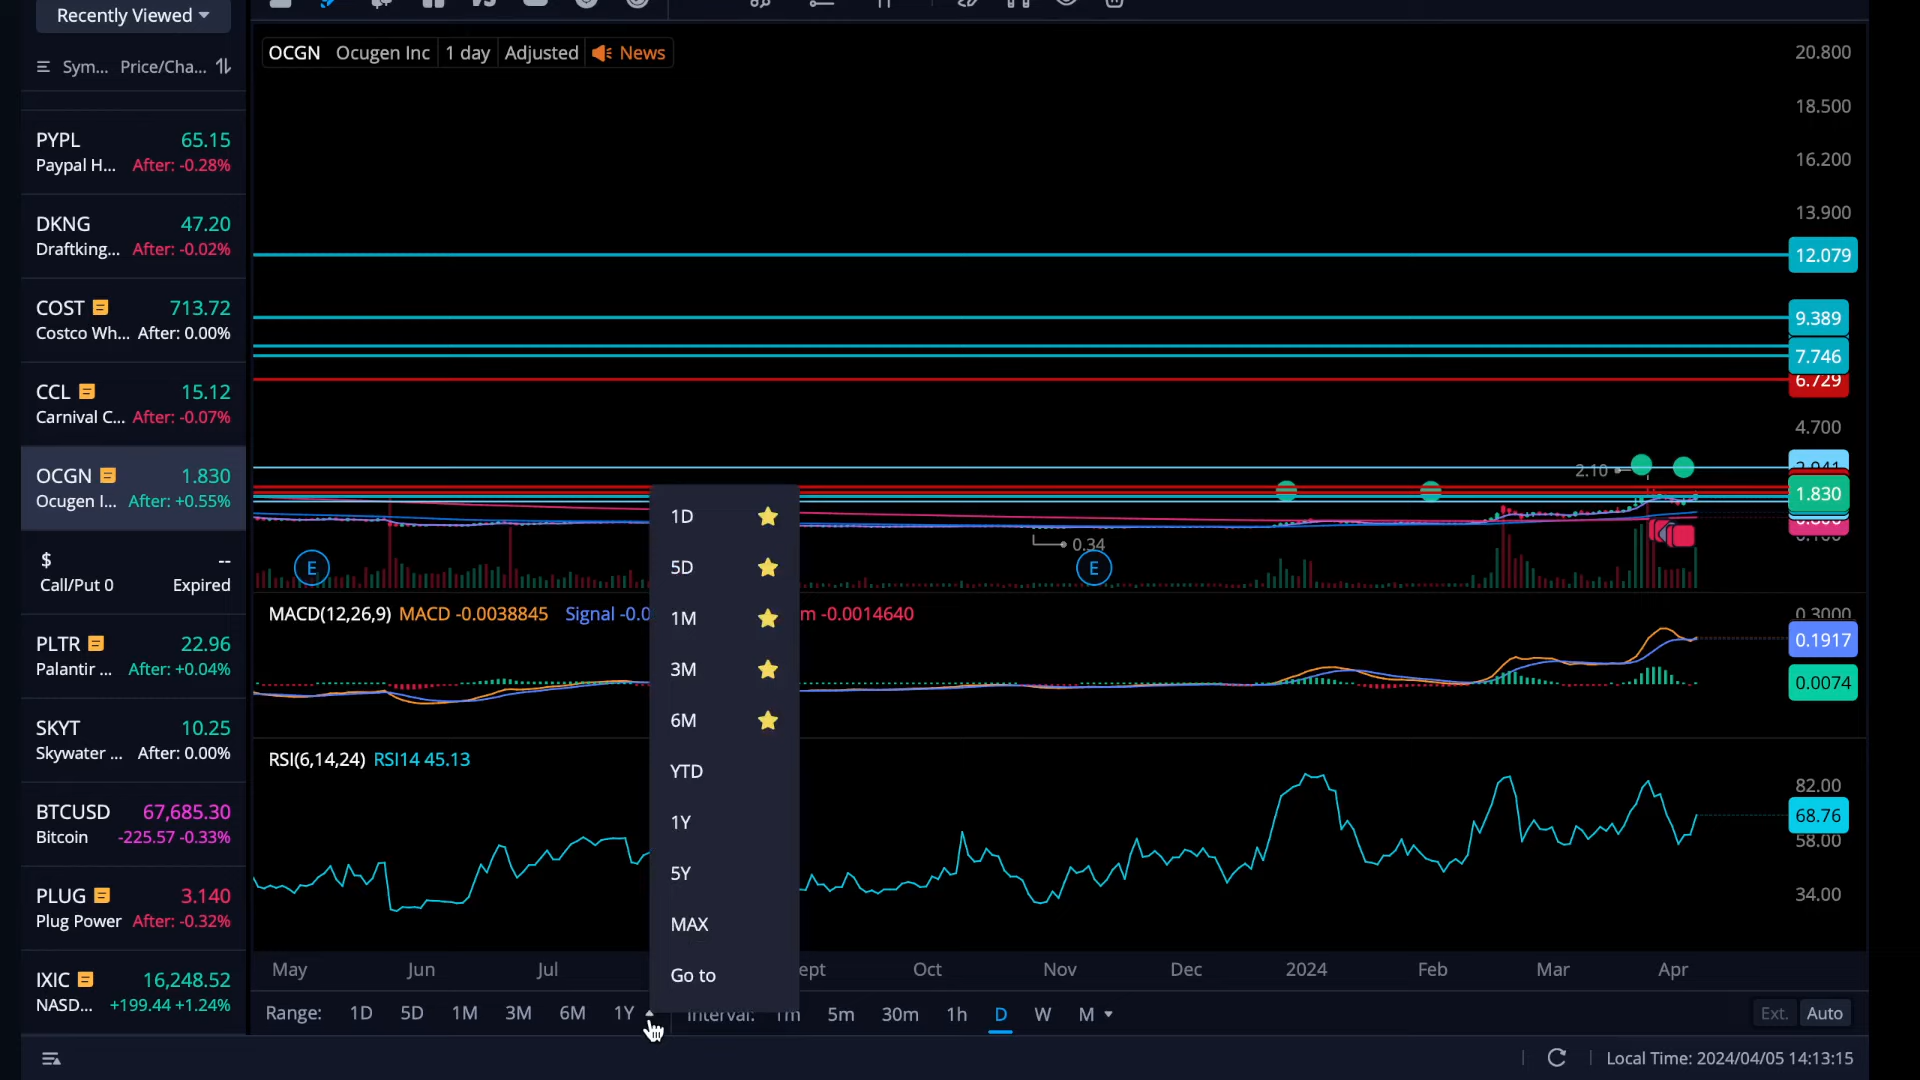 Recently Viewed
Sym... Price/Cha...
PYPL 65.15
Paypal H... After: -0.28%
DKNG 47.20
Draftking... After: -0.02%
COST 713.72
Costco Wh... After: 0.00%
CCL 15.12
Carnival C... After: -0.07%
OCGN 1.830
Ocugen I... After: +0.55%
$ --
Call/Put 0 Expired
PLTR 22.96
Palantir ... After: +0.04%
SKYT 10.25
Skywater ... After: 0.00%
BTCUSD 67,685.30
Bitcoin -225.57 -0.33%
PLUG 3.140
Plug Power After: -0.32%
IXIC 16,248.52
NASD... +199.44 +1.24%
OCGN Ocugen Inc 1 day Adjusted News
20.800
18.500
16.200
13.900
12.079
9.389
7.746
6.729
4.700
2.10
1.830
0.34
E E
MACD(12,26,9) MACD -0.0038845 Signal -0.0 m -0.0014640
0.3000
0.1917
0.0074
RSI(6,14,24) RSI14 45.13
82.00
68.76
58.00
34.00
1D
5D
1M
3M
6M
YTD
1Y
5Y
MAX
Go to
May Jun Jul ept Oct Nov Dec 2024 Feb Mar Apr
Range: 1D 5D 1M 3M 6M 1Y Interval: 1m 5m 30m 1h D W M Ext. Auto
Local Time: 2024/04/05 14:13:15